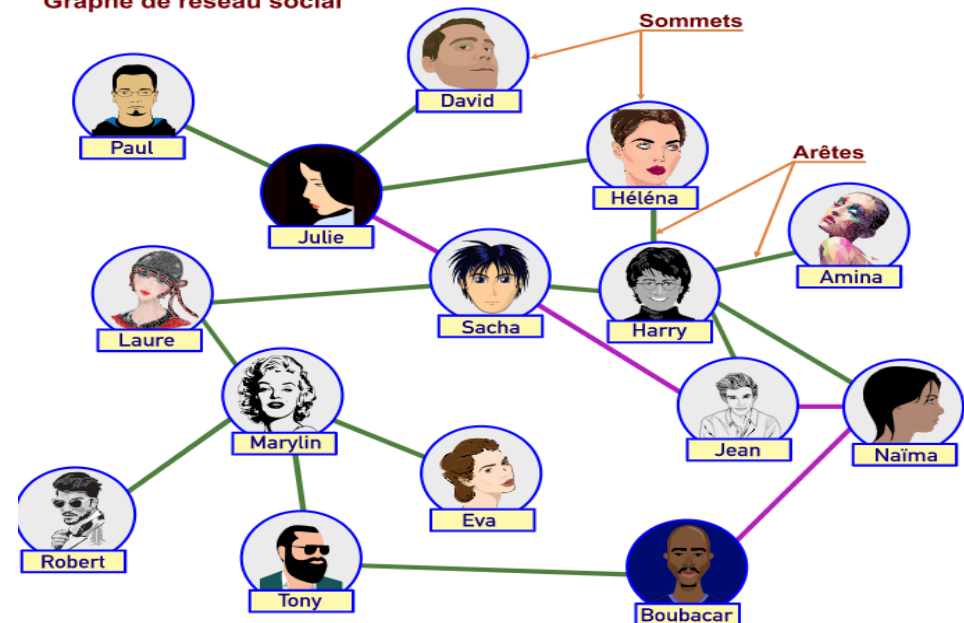 Graphe de réseau social
Sommets
David
Paul
Arêtes
Héléna
Julie
Amina
Sacha
Harry
Laure
Marylin
Jean
Naïma
Eva
Robert
Tony
Boubacar